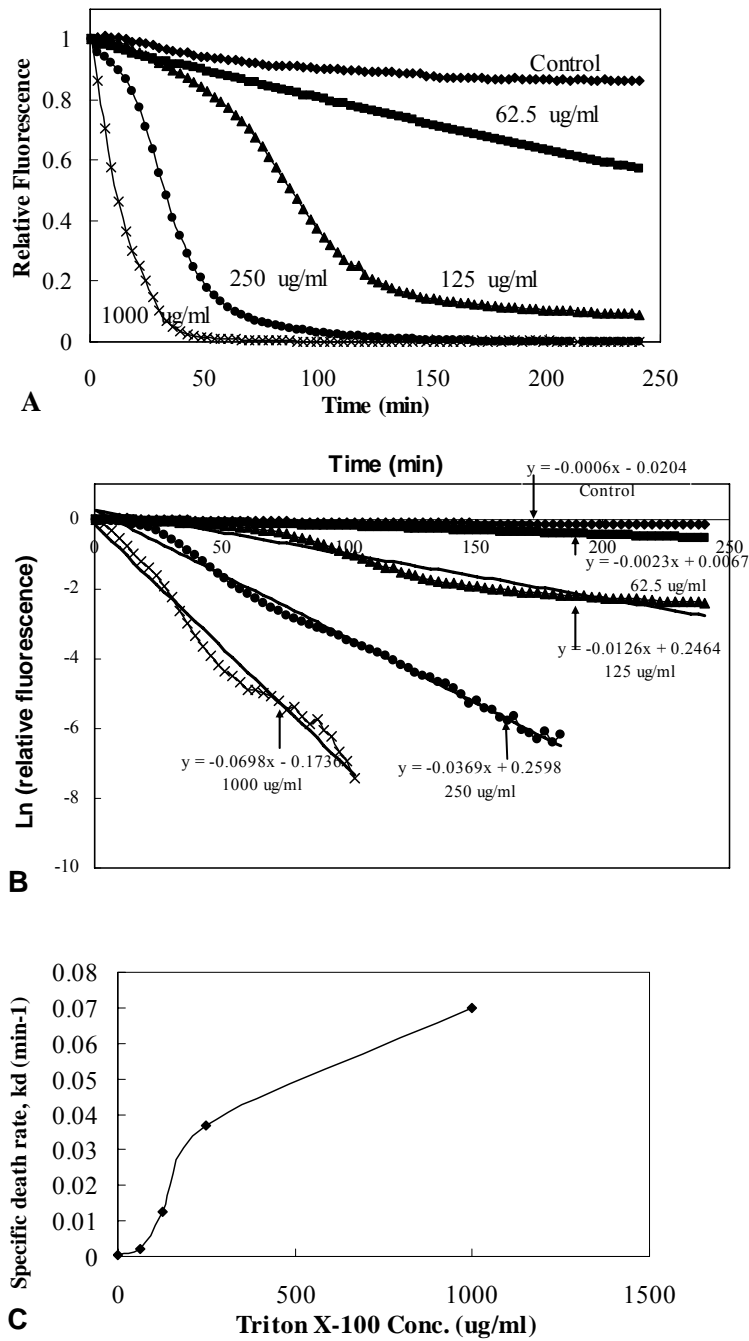 1
0.8
0.6
0.4
0.2
0
Relative Fluorescence
Control
62.5 ug/ml
125 ug/ml
250 ug/ml
1000 ug/ml
0 50 100 150 200 250
Time (min)
A
Time (min)
y = -0.0006x - 0.0204
Control
0
-2
-4
-6
-8
-10
Ln (relative fluorescence)
0 50 100 150 200 250
y = -0.0023x + 0.0067
62.5 ug/ml
y = -0.0126x + 0.2464
125 ug/ml
y = -0.0698x - 0.1736
1000 ug/ml
y = -0.0369x + 0.2598
250 ug/ml
B
0.08
0.07
0.06
0.05
0.04
0.03
0.02
0.01
0
Specific death rate, kd (min-1)
0 500 1000 1500
Triton X-100 Conc. (ug/ml)
C